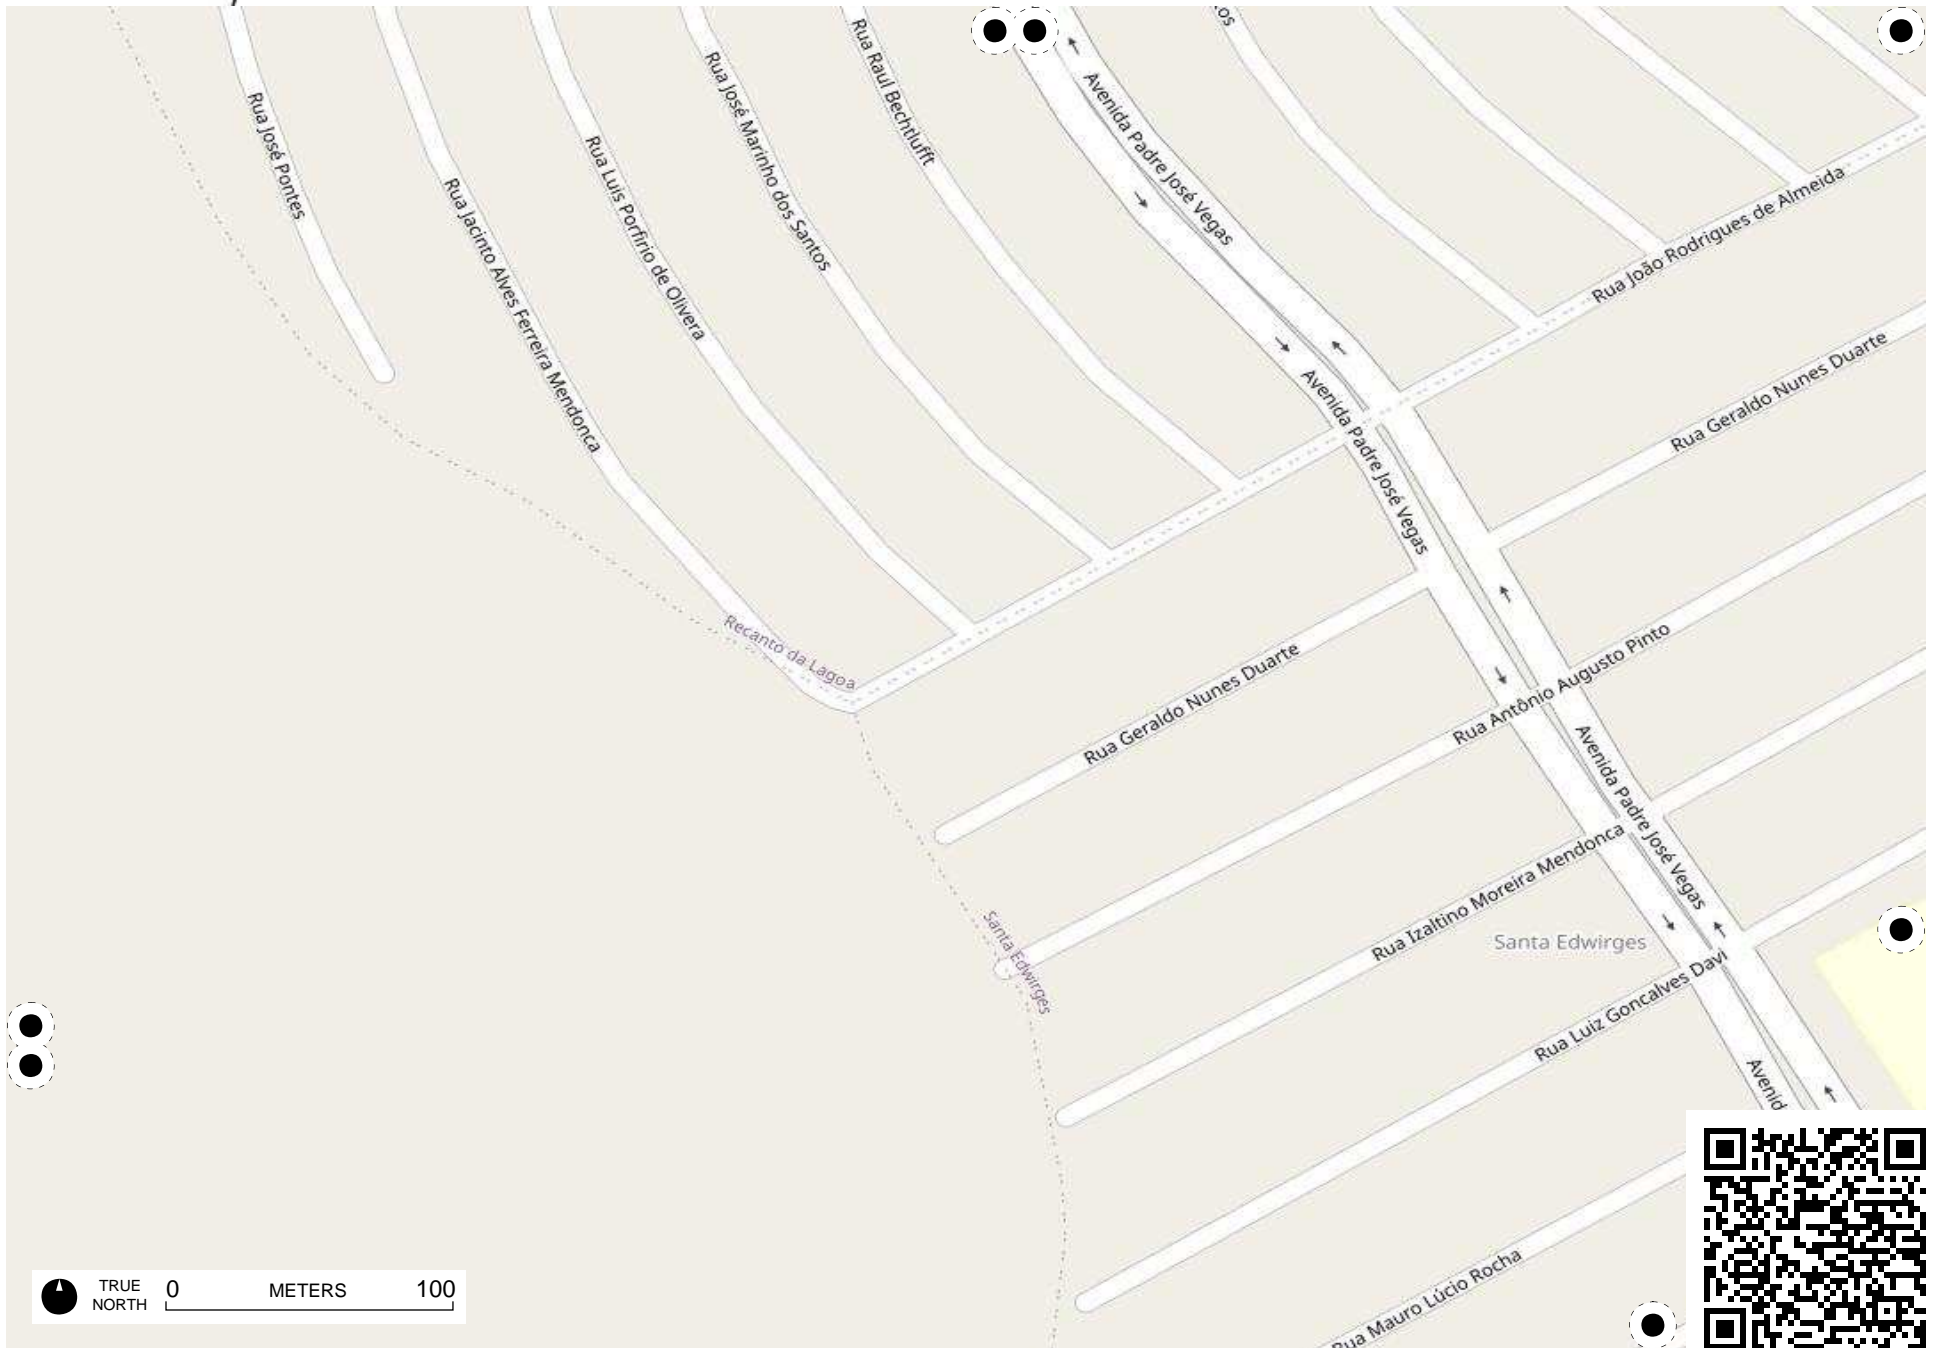 Rua José Pontes
Rua Jacinto Alves Ferreira Mendonca
Rua Luis Porfirio de Olivera
Rua José Marinho dos Santos
Rua Raul Bechtlufft
os
Avenida Padre José Vegas
Rua João Rodrigues de Almeida
Rua Geraldo Nunes Duarte
Avenida Padre José Vegas
Recanto da Lagoa
Rua Geraldo Nunes Duarte
Rua Antônio Augusto Pinto
Avenida Padre José Vegas
Rua Izaltino Moreira Mendonca
Santa Edwirges
Santa Edwirges
Rua Luiz Goncalves Davi
Avenid
Rua Mauro Lúcio Rocha
TRUE
NORTH
0 METERS 100